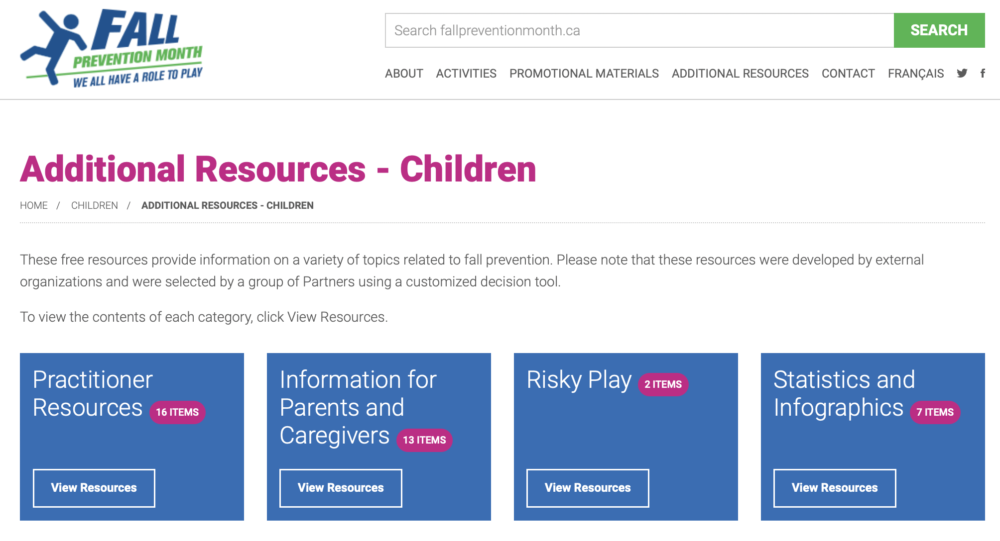 FALL
PREVENTION MONTH
WE ALL HAVE A ROLE TO PLAY
Search fallpreventionmonth.ca
SEARCH
ABOUT ACTIVITIES PROMOTIONAL MATERIALS ADDITIONAL RESOURCES CONTACT FRANÇAIS
Additional Resources - Children
HOME / CHILDREN / ADDITIONAL RESOURCES - CHILDREN
These free resources provide information on a variety of topics related to fall prevention. Please note that these resources were developed by external
organizations and were selected by a group of Partners using a customized decision tool.
To view the contents of each category, click View Resources.
Practitioner
Resources 16 ITEMS
View Resources
Information for
Parents and
Caregivers 13 ITEMS
View Resources
Risky Play 2 ITEMS
View Resources
Statistics and
Infographics 7 ITEMS
View Resources